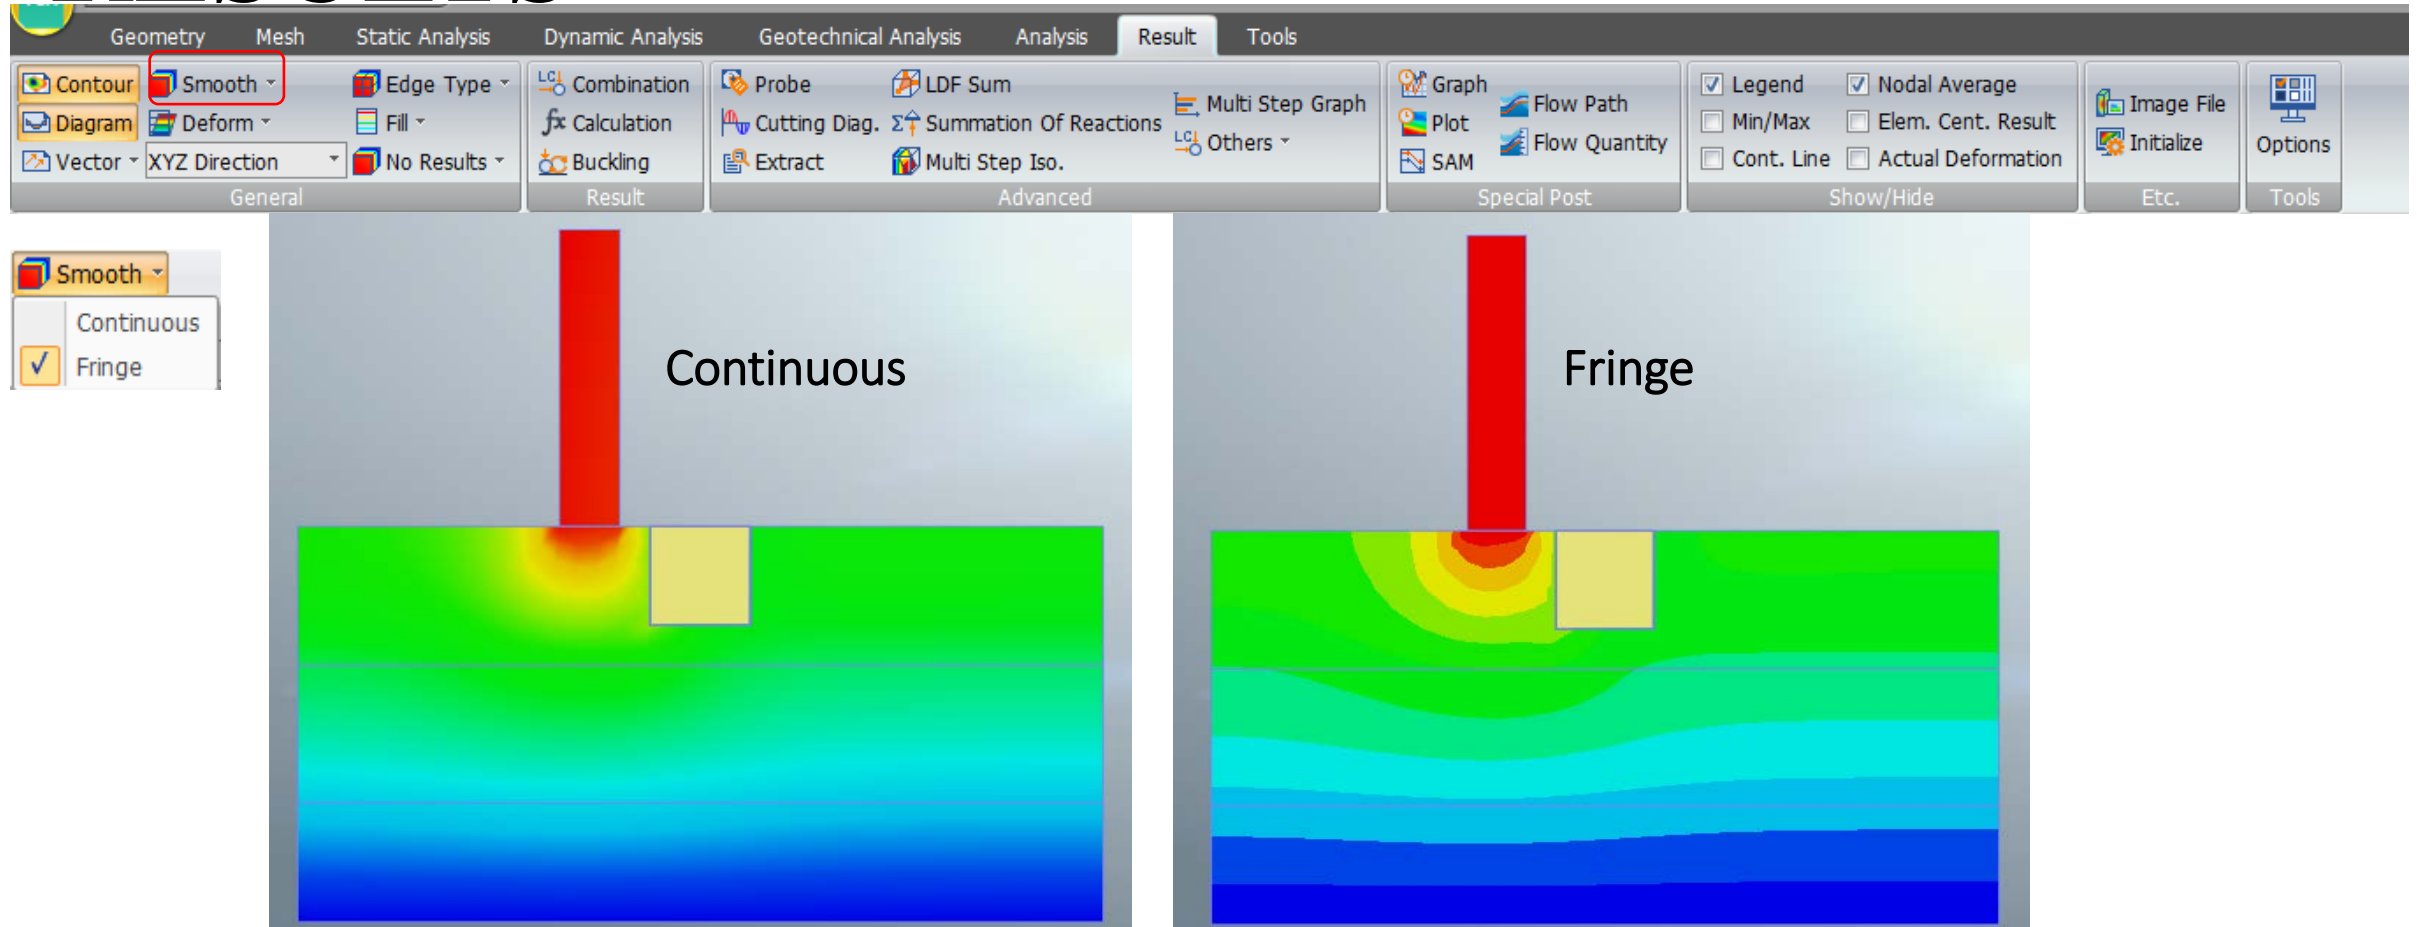 Geometry Mesh Static Analysis Dynamic Analysis Geotechnical Analysis Analysis Result Tools
Contour Smooth Edge Type Combination Probe LDF Sum Multi Step Graph Graph Flow Path Legend Nodal Average Image File Options
Diagram Deform Fill Calculation Cutting Diag. Summation Of Reactions Others Plot Flow Quantity Min/Max Elem. Cent. Result Initialize
Vector XYZ Direction No Results Buckling Extract Multi Step Iso. SAM Cont. Line Actual Deformation
General Result Advanced Special Post Show/Hide Etc. Tools
Smooth
Continuous
Fringe
Continuous
Fringe